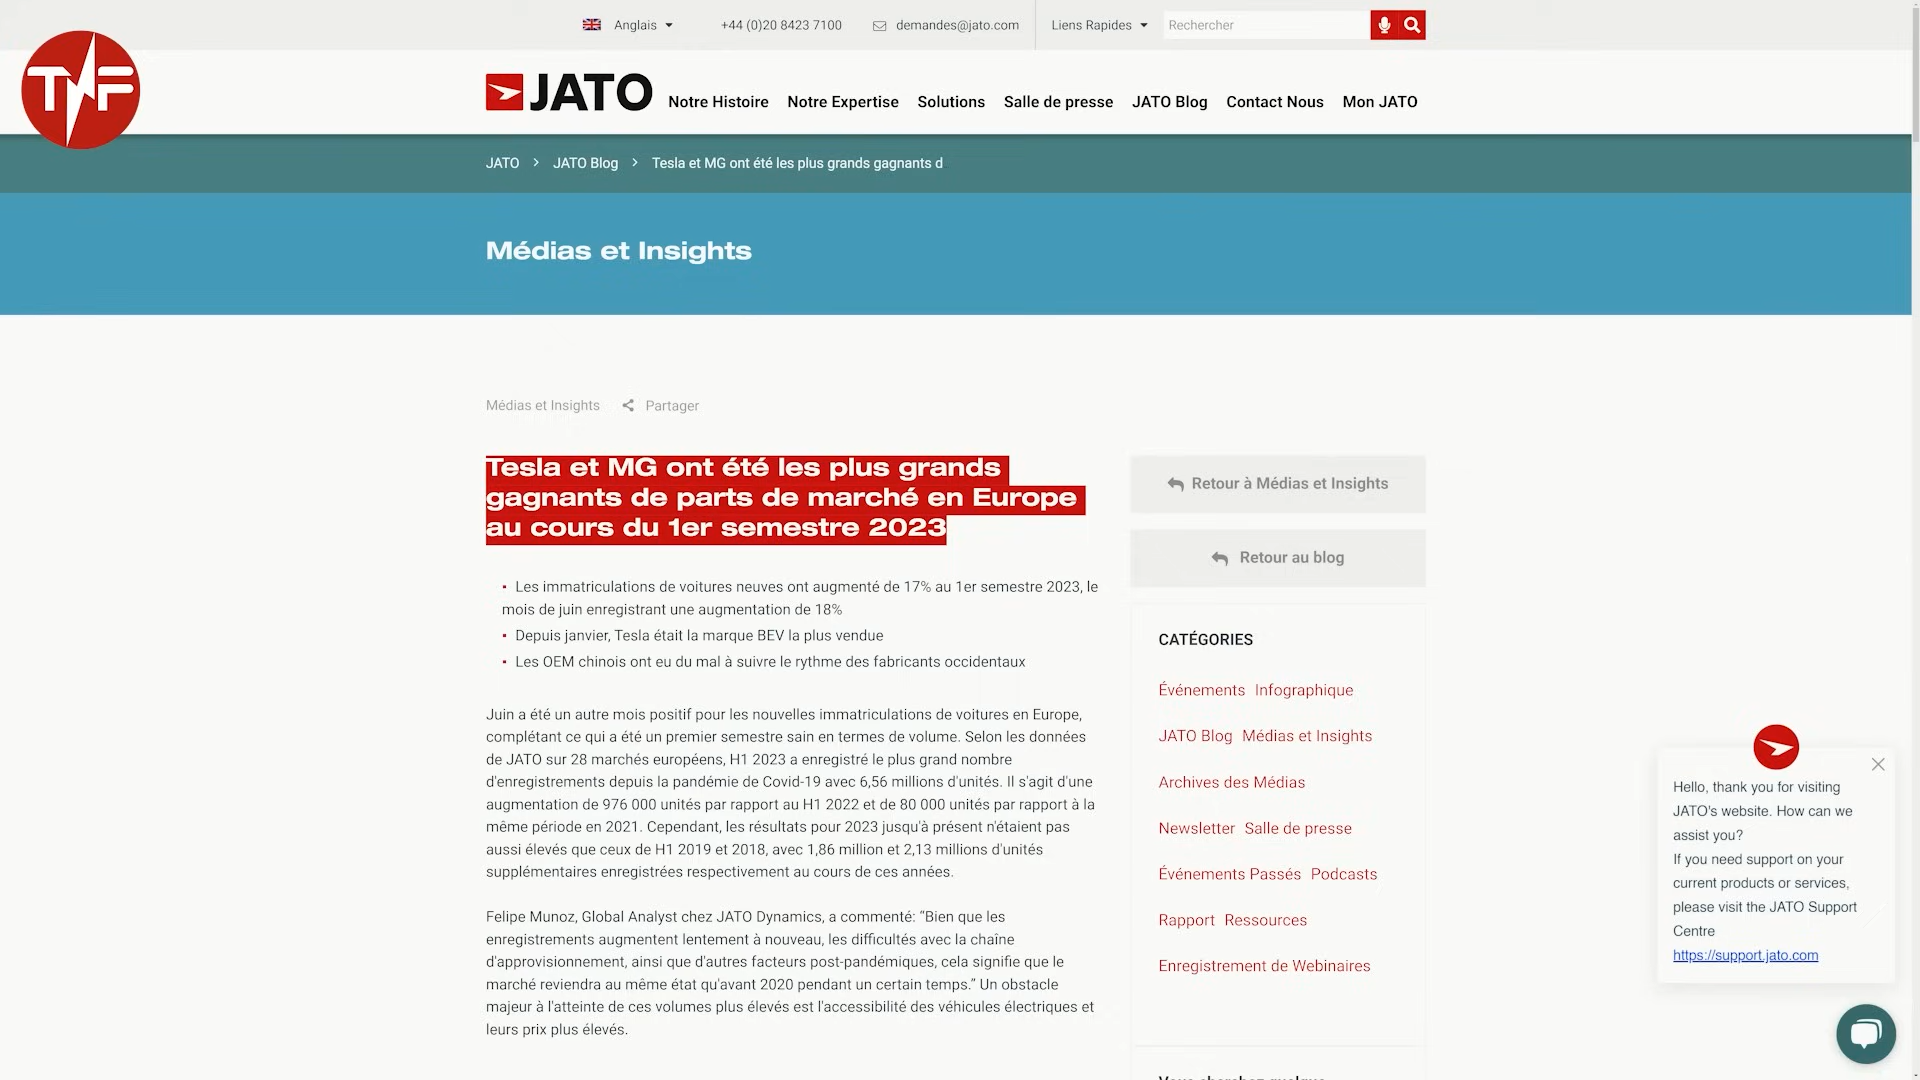 Anglais
+44 (0)20 8423 7100
demandes@jato.com
Liens Rapides
Rechercher
TNF
JATO
Notre Histoire
Notre Expertise
Solutions
Salle de presse
JATO Blog
Contact Nous
Mon JATO
JATO > JATO Blog > Tesla et MG ont été les plus grands gagnants d
Médias et Insights
Médias et Insights
Partager
Tesla et MG ont été les plus grands
gagnants de parts de marché en Europe
au cours du 1er semestre 2023
Les immatriculations de voitures neuves ont augmenté de 17% au 1er semestre 2023, le
mois de juin enregistrant une augmentation de 18%
Depuis janvier, Tesla était la marque BEV la plus vendue
Les OEM chinois ont eu du mal à suivre le rythme des fabricants occidentaux
Juin a été un autre mois positif pour les nouvelles immatriculations de voitures en Europe,
complétant ce qui a été un premier semestre sain en termes de volume. Selon les données
de JATO sur 28 marchés européens, H1 2023 a enregistré le plus grand nombre
d'enregistrements depuis la pandémie de Covid-19 avec 6,56 millions d'unités. Il s'agit d'une
augmentation de 976 000 unités par rapport au H1 2022 et de 80 000 unités par rapport à la
même période en 2021. Cependant, les résultats pour 2023 jusqu'à présent n'étaient pas
aussi élevés que ceux de H1 2019 et 2018, avec 1,86 million et 2,13 millions d'unités
supplémentaires enregistrées respectivement au cours de ces années.
Felipe Munoz, Global Analyst chez JATO Dynamics, a commenté: “Bien que les
enregistrements augmentent lentement à nouveau, les difficultés avec la chaîne
d'approvisionnement, ainsi que d'autres facteurs post-pandémiques, cela signifie que le
marché reviendra au même état qu'avant 2020 pendant un certain temps.” Un obstacle
majeur à l'atteinte de ces volumes plus élevés est l'accessibilité des véhicules électriques et
leurs prix plus élevés.
Retour à Médias et Insights
Retour au blog
CATÉGORIES
Événements Infographique
JATO Blog Médias et Insights
Archives des Médias
Newsletter Salle de presse
Événements Passés Podcasts
Rapport Ressources
Enregistrement de Webinaires
Hello, thank you for visiting
JATO's website. How can we
assist you?
If you need support on your
current products or services,
please visit the JATO Support
Centre
https://support.jato.com